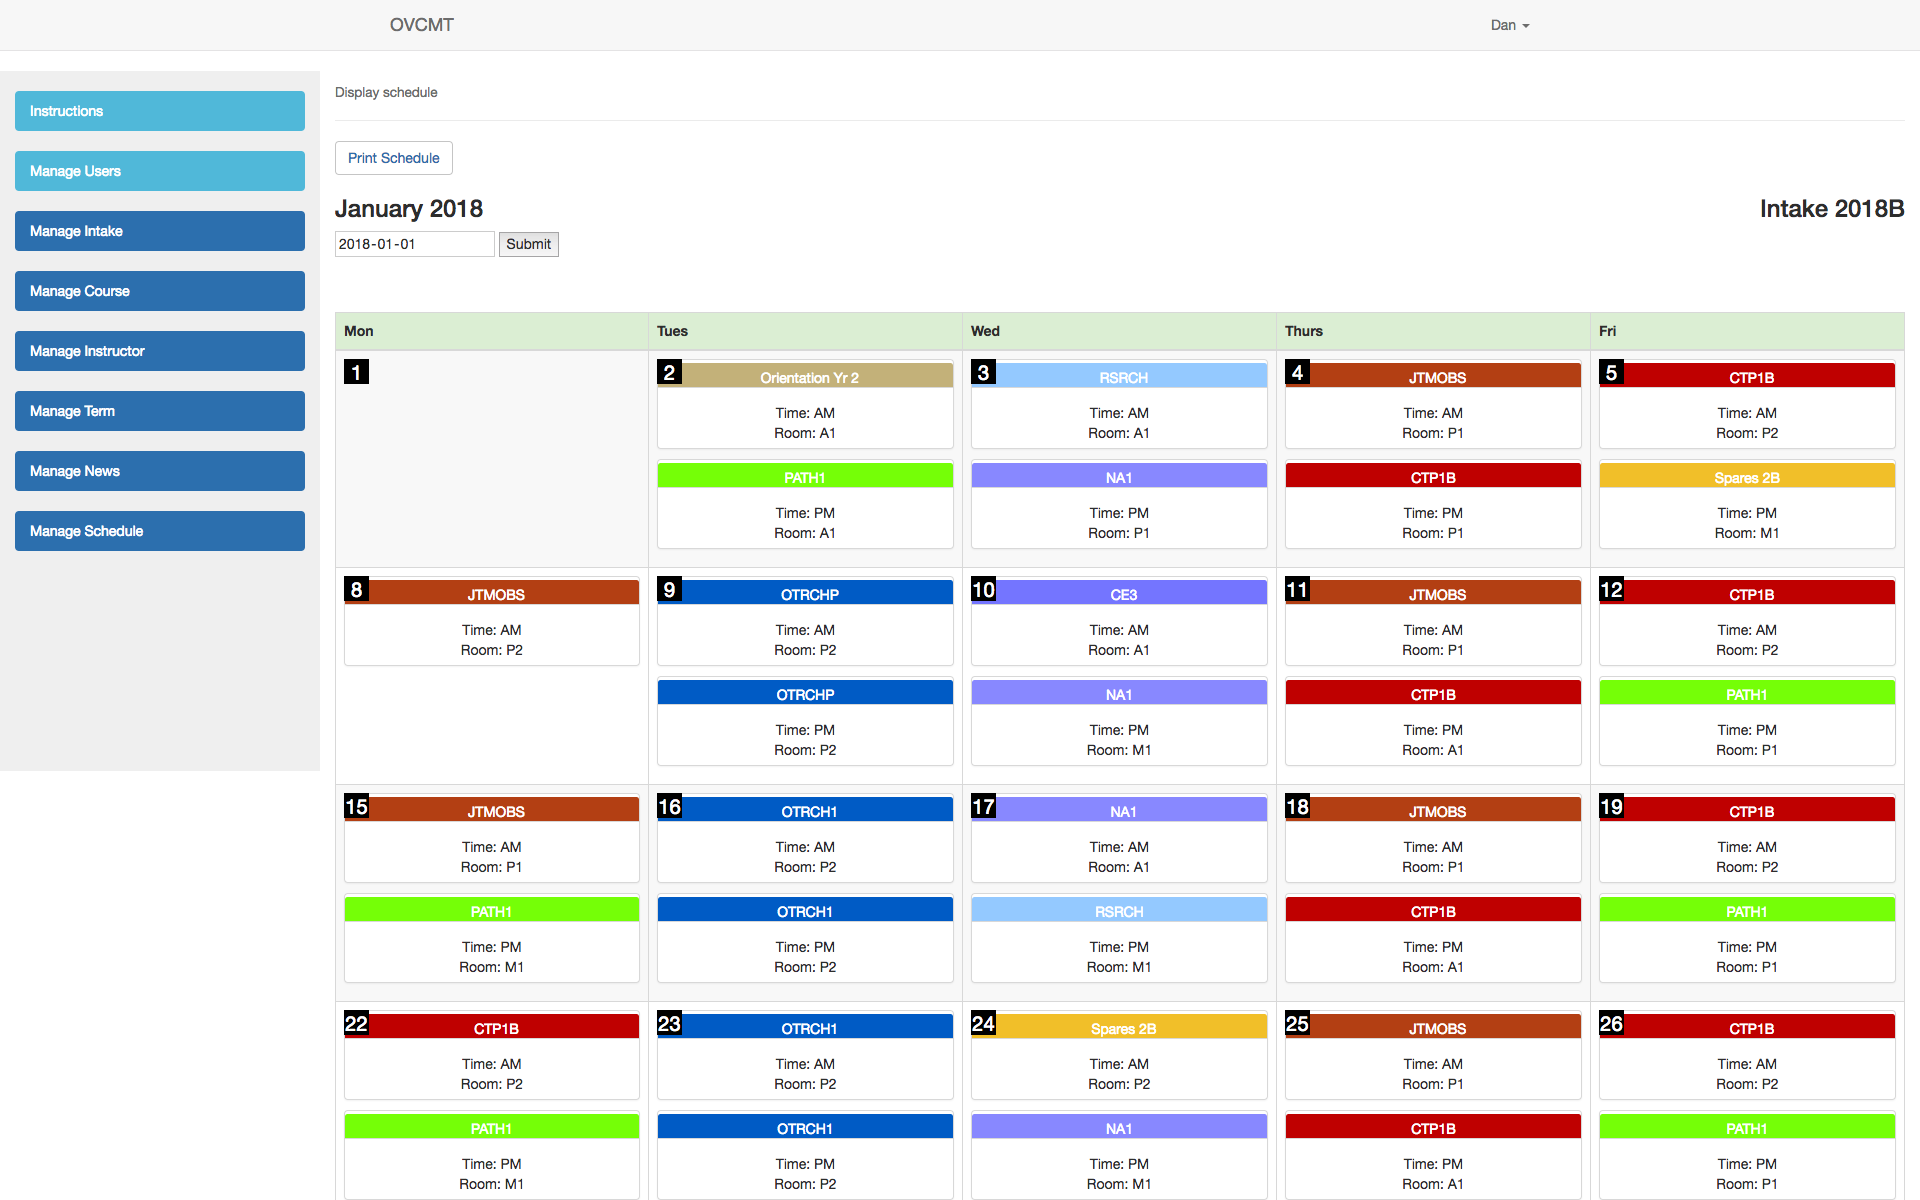 OVCMT
Dan
Instructions
Manage Users
Manage Intake
Manage Course
Manage Instructor
Manage Term
Manage News
Manage Schedule
Display schedule
Print Schedule
January 2018
Intake 2018B
2018-01-01
Submit
Mon Tues Wed Thurs Fri
1
2
Orientation Yr 2
Time: AM
Room: A1
PATH1
Time: PM
Room: A1
3
RSRCH
Time: AM
Room: A1
NA1
Time: PM
Room: P1
4
JTMOBS
Time: AM
Room: P1
CTP1B
Time: PM
Room: P1
5
CTP1B
Time: AM
Room: P2
Spares 2B
Time: PM
Room: M1
8
JTMOBS
Time: AM
Room: P2
9
OTRCHP
Time: AM
Room: P2
OTRCHP
Time: PM
Room: P2
10
CE3
Time: AM
Room: A1
NA1
Time: PM
Room: M1
11
JTMOBS
Time: AM
Room: P1
CTP1B
Time: PM
Room: A1
12
CTP1B
Time: AM
Room: P2
PATH1
Time: PM
Room: P1
15
JTMOBS
Time: AM
Room: P1
PATH1
Time: PM
Room: M1
16
OTRCH1
Time: AM
Room: P2
OTRCH1
Time: PM
Room: P2
17
NA1
Time: AM
Room: A1
RSRCH
Time: PM
Room: M1
18
JTMOBS
Time: AM
Room: P1
CTP1B
Time: PM
Room: A1
19
CTP1B
Time: AM
Room: P2
PATH1
Time: PM
Room: P1
22
CTP1B
Time: AM
Room: P2
PATH1
Time: PM
Room: M1
23
OTRCH1
Time: AM
Room: P2
OTRCH1
Time: PM
Room: P2
24
Spares 2B
Time: AM
Room: P2
NA1
Time: PM
Room: M1
25
JTMOBS
Time: AM
Room: P1
CTP1B
Time: PM
Room: A1
26
CTP1B
Time: AM
Room: P2
PATH1
Time: PM
Room: P1